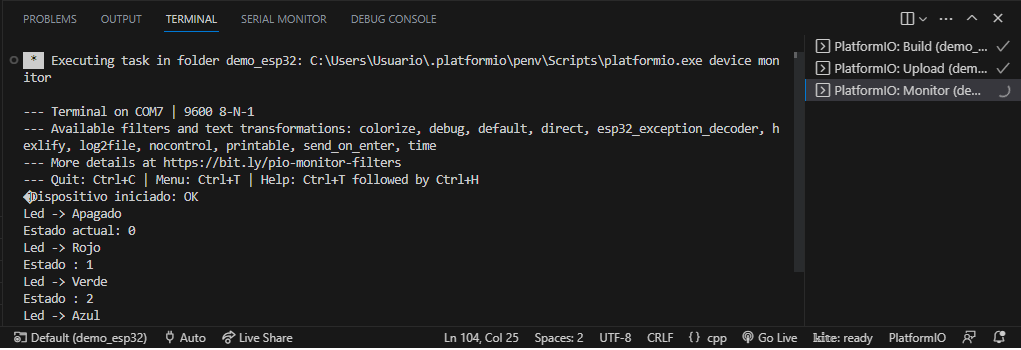 PROBLEMS OUTPUT TERMINAL SERIAL MONITOR DEBUG CONSOLE
* Executing task in folder demo_esp32: C:\Users\Usuario\.platformio\penv\Scripts\platformio.exe device mon
itor
--- Terminal on COM7 | 9600 8-N-1
--- Available filters and text transformations: colorize, debug, default, direct, esp32_exception_decoder, h
exlify, log2file, nocontrol, printable, send_on_enter, time
--- More details at https://bit.ly/pio-monitor-filters
--- Quit: Ctrl+C | Menu: Ctrl+T | Help: Ctrl+T followed by Ctrl+H
�Dispositivo iniciado: OK
Led -> Apagado
Estado actual: 0
Led -> Rojo
Estado : 1
Led -> Verde
Estado : 2
Led -> Azul
PlatformIO: Build (demo_...
PlatformIO: Upload (dem...
PlatformIO: Monitor (de...
Default (demo_esp32) Auto Live Share Ln 104, Col 25 Spaces: 2 UTF-8 CRLF {} cpp Go Live kite: ready PlatformIO